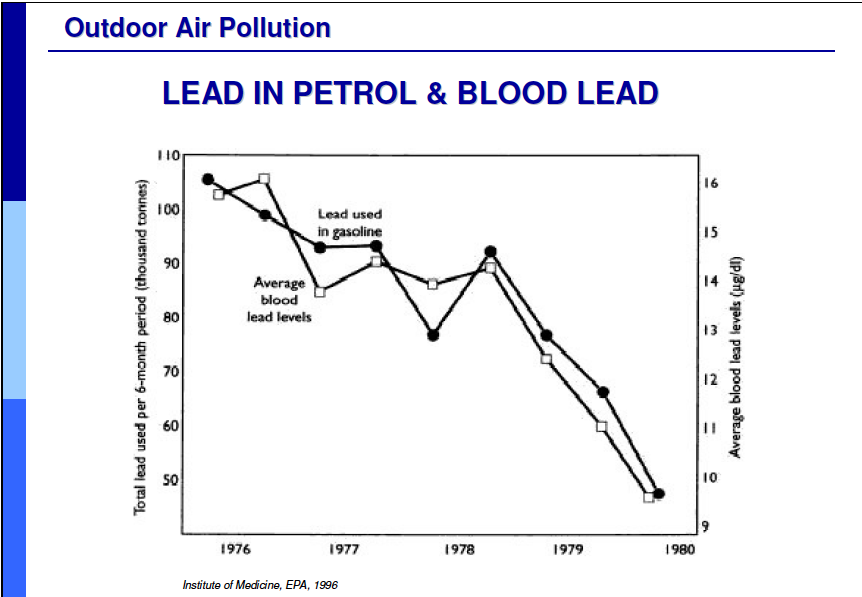 Outdoor Air Pollution
LEAD IN PETROL & BLOOD LEAD
Total lead used per 6-month period (thousand tonnes)
110
100
90
80
70
60
50
Lead used
in gasoline
Average
blood
lead levels
16
15
14
13
12
11
10
9
Average blood lead levels (µg/dl)
1976 1977 1978 1979 1980
Institute of Medicine, EPA, 1996